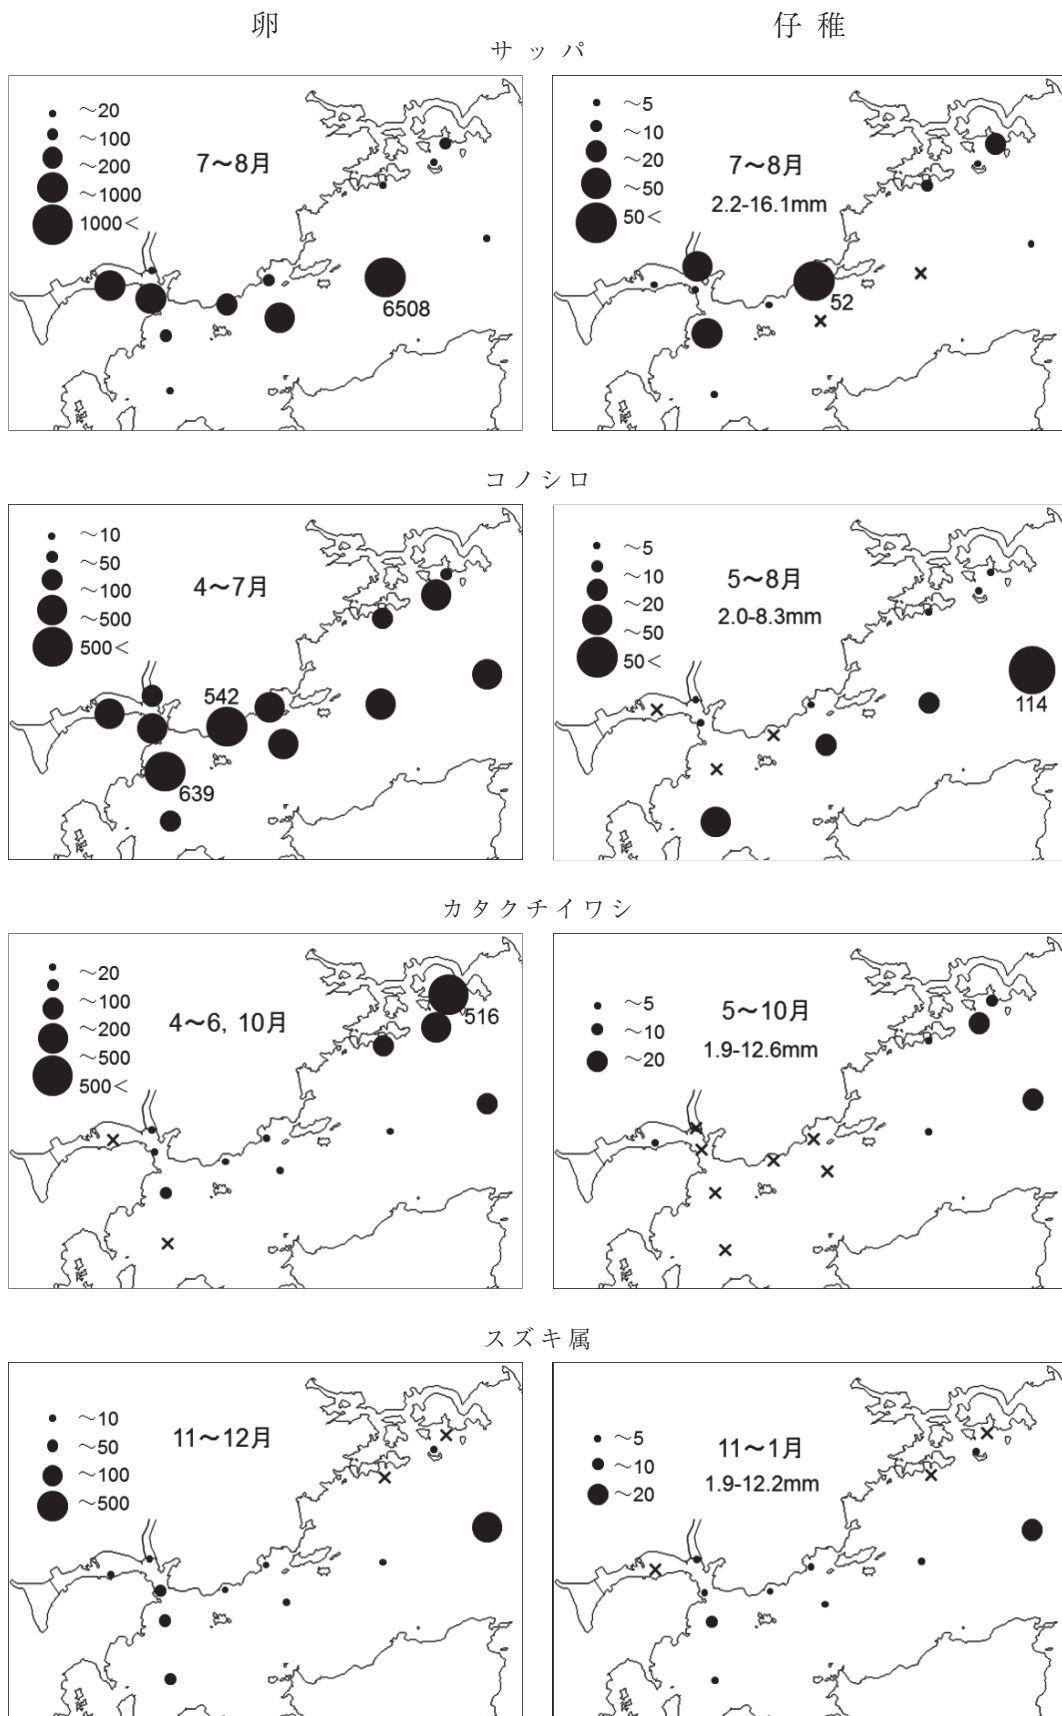 卵
仔 稚
サ ッ パ
～20
～100
～200
～1000
1000＜
7～8月
6508
～5
～10
～20
～50
50＜
7～8月
2.2-16.1mm
52
コノシロ
～10
～50
～100
～500
500＜
4～7月
542
639
～5
～10
～20
～50
50＜
5～8月
2.0-8.3mm
114
カタクチイワシ
～20
～100
～200
～500
500＜
4～6, 10月
516
～5
～10
～20
5～10月
1.9-12.6mm
スズキ属
～10
～50
～100
～500
11～12月
～5
～10
～20
11～1月
1.9-12.2mm